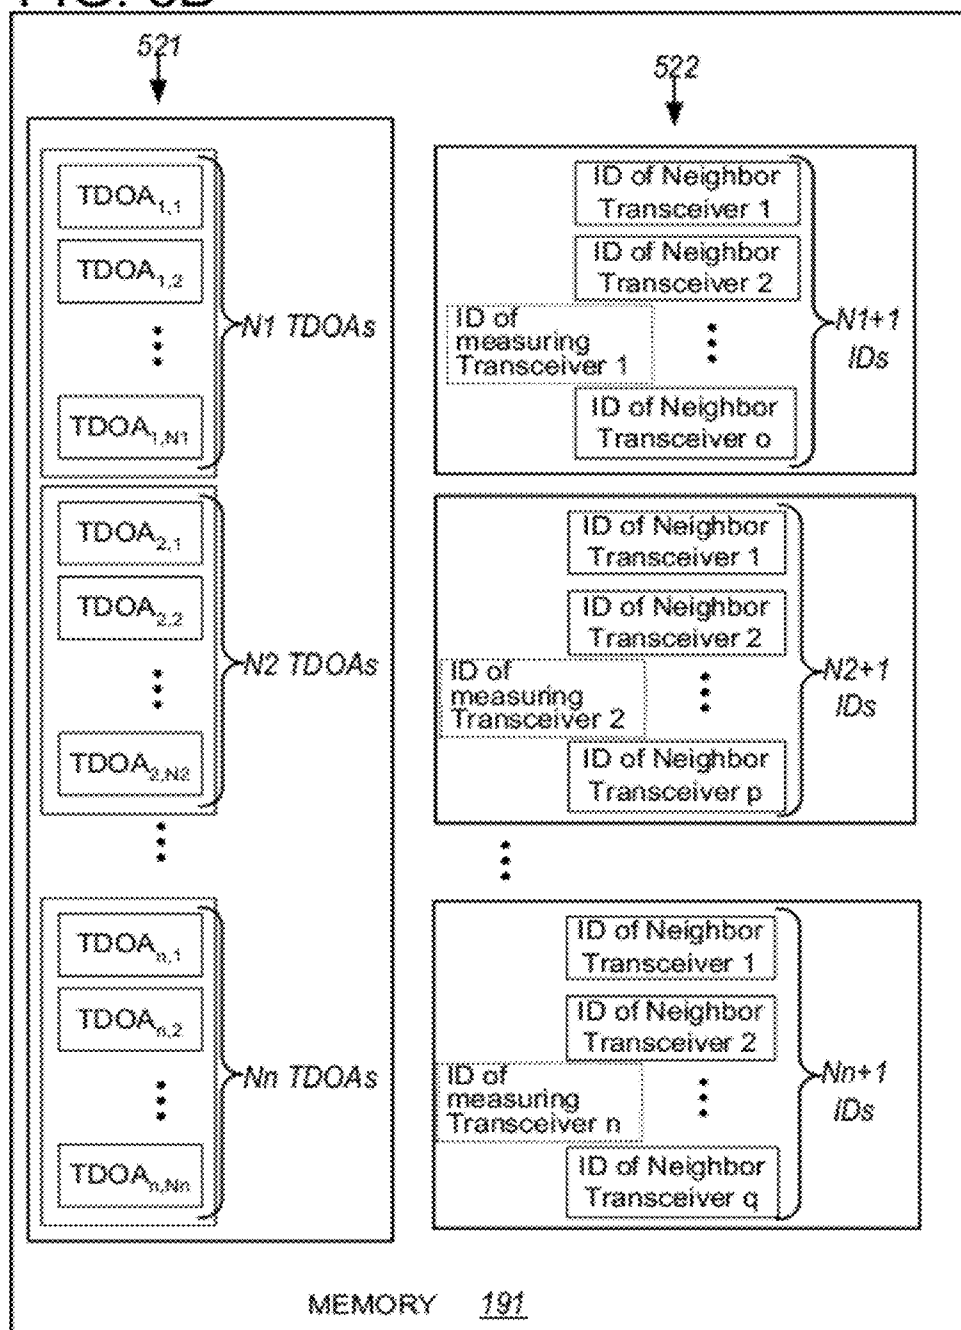 521
522
TDOA1,1
TDOA1,2
TDOA1,N1
N1 TDOAs
ID of Neighbor
Transceiver 1
ID of Neighbor
Transceiver 2
ID of
measuring
Transceiver 1
ID of Neighbor
Transceiver o
N1+1
IDs
TDOA2,1
TDOA2,2
TDOA2,N2
N2 TDOAs
ID of Neighbor
Transceiver 1
ID of Neighbor
Transceiver 2
ID of
measuring
Transceiver 2
ID of Neighbor
Transceiver p
N2+1
IDs
TDOAn,1
TDOAn,2
TDOAn,Nn
Nn TDOAs
ID of Neighbor
Transceiver 1
ID of Neighbor
Transceiver 2
ID of
measuring
Transceiver n
ID of Neighbor
Transceiver q
Nn+1
IDs
MEMORY 191